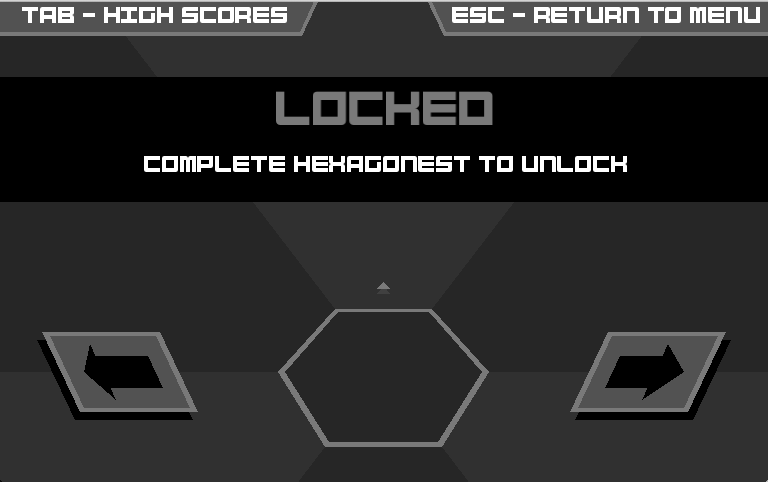 TAB - HIGH SCORES
ESC - RETURN TO MENU
LOCKED
COMPLETE HEXAGONEST TO UNLOCK